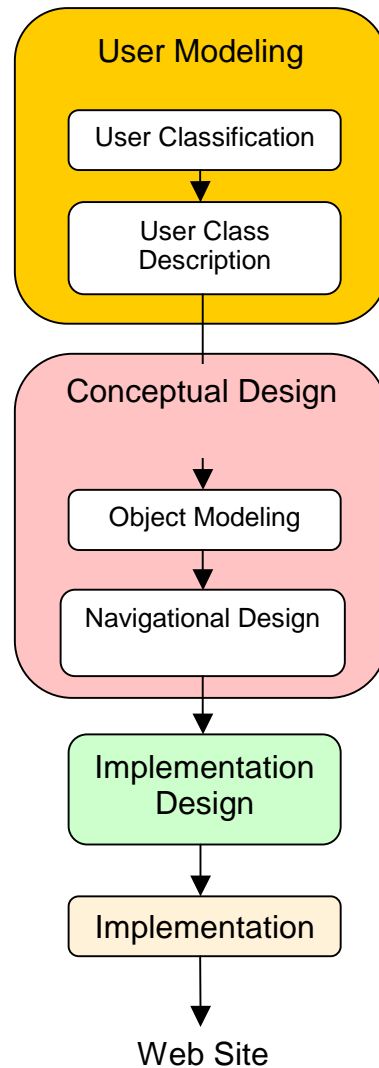 User Modeling
User Classification
User Class
Description
Conceptual Design
Object Modeling
Navigational Design
Implementation
Design
Implementation
Web Site